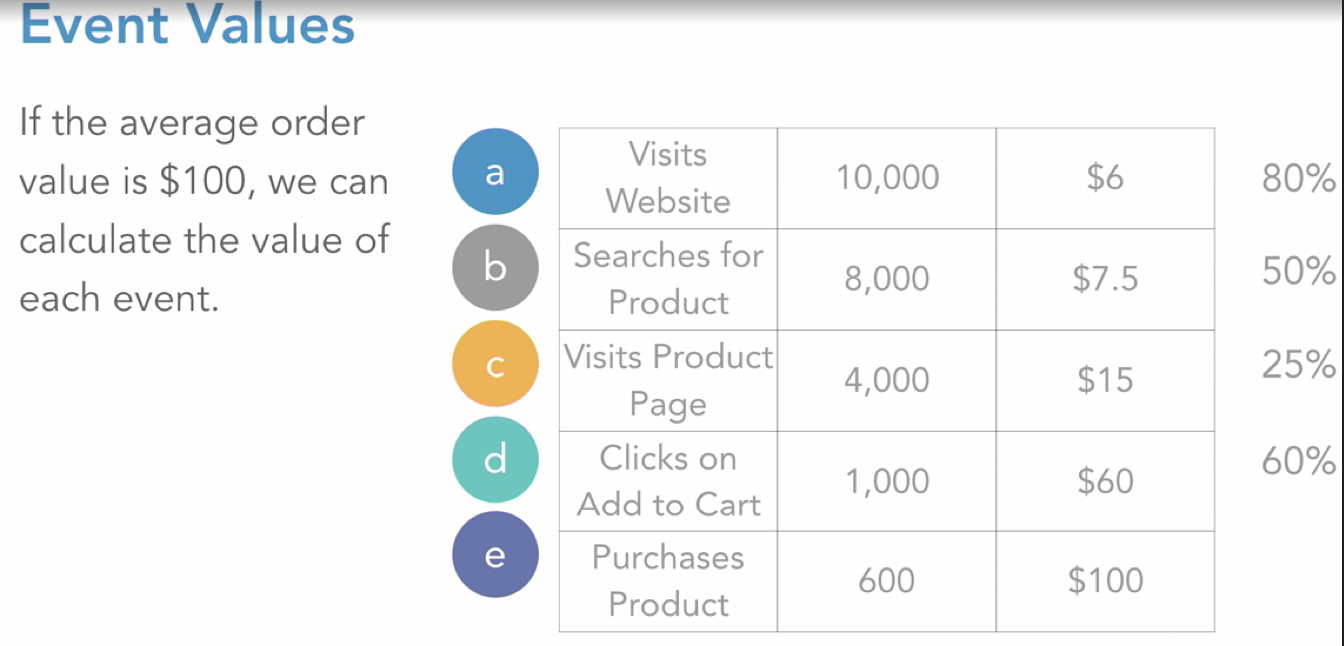 Event Values
If the average order
value is $100, we can
calculate the value of
each event.
a
Visits
Website
10,000
$6
80%
b
Searches for
Product
8,000
$7.5
50%
c
Visits Product
Page
4,000
$15
25%
d
Clicks on
Add to Cart
1,000
$60
60%
e
Purchases
Product
600
$100